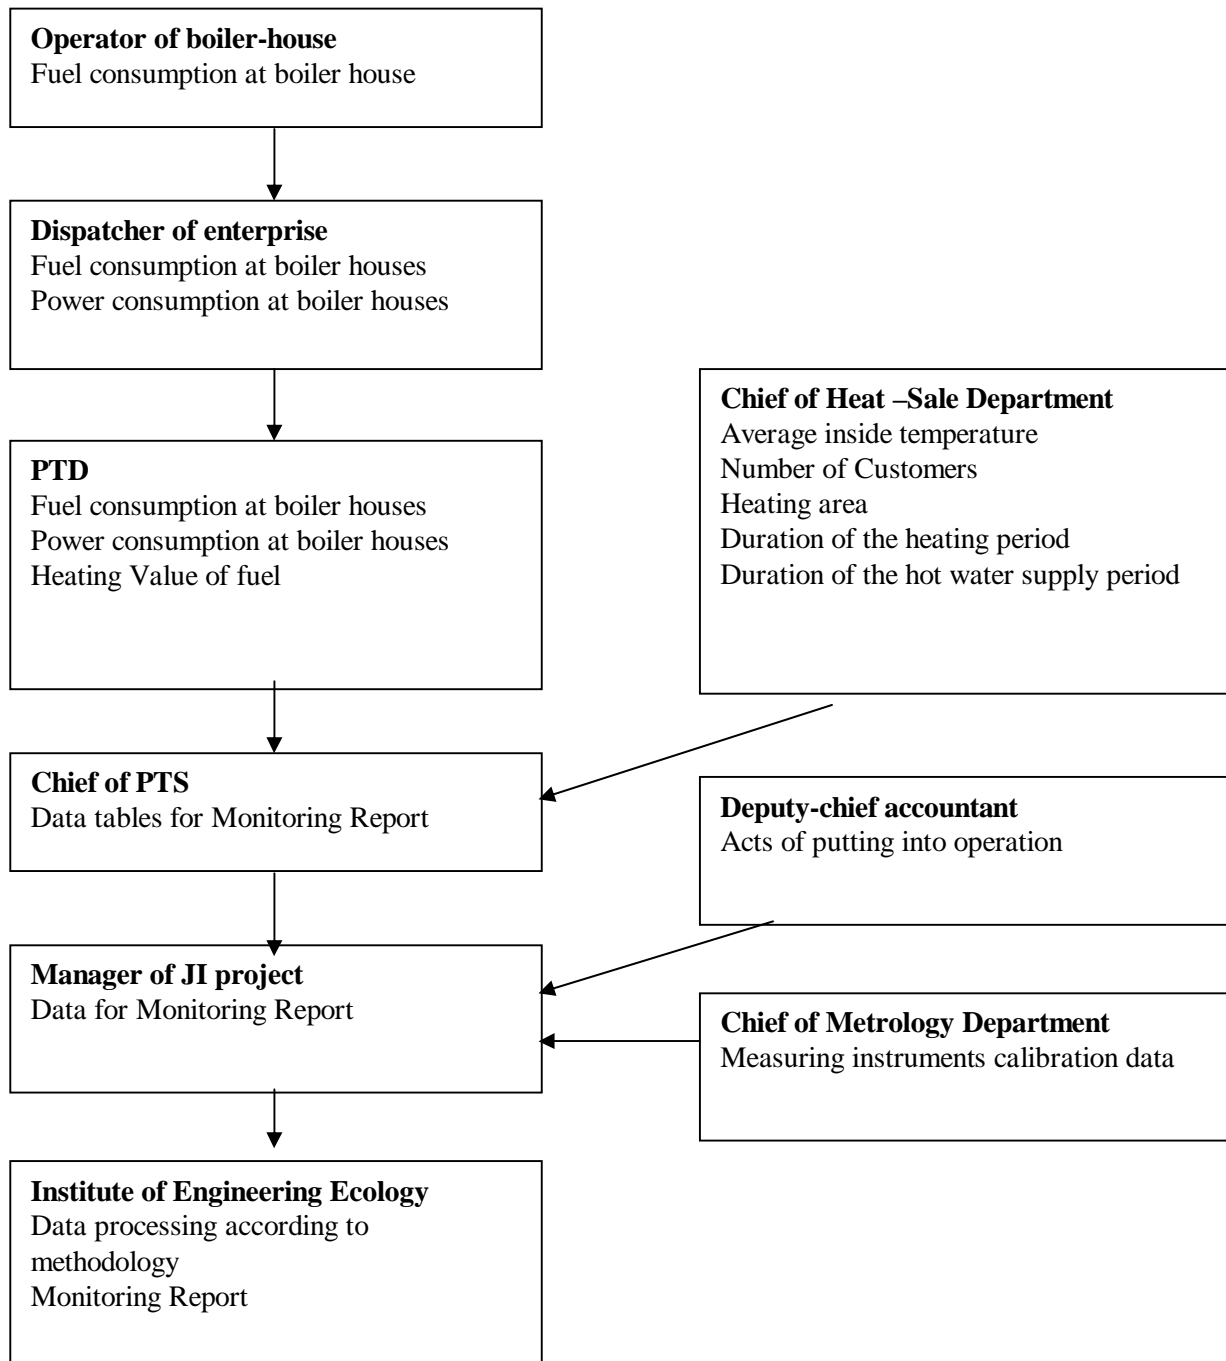 Operator of boiler-house
Fuel consumption at boiler house
Dispatcher of enterprise
Fuel consumption at boiler houses
Power consumption at boiler houses
PTD
Fuel consumption at boiler houses
Power consumption at boiler houses
Heating Value of fuel
Chief of Heat –Sale Department
Average inside temperature
Number of Customers
Heating area
Duration of the heating period
Duration of the hot water supply period
Chief of PTS
Data tables for Monitoring Report
Deputy-chief accountant
Acts of putting into operation
Manager of JI project
Data for Monitoring Report
Chief of Metrology Department
Measuring instruments calibration data
Institute of Engineering Ecology
Data processing according to
methodology
Monitoring Report